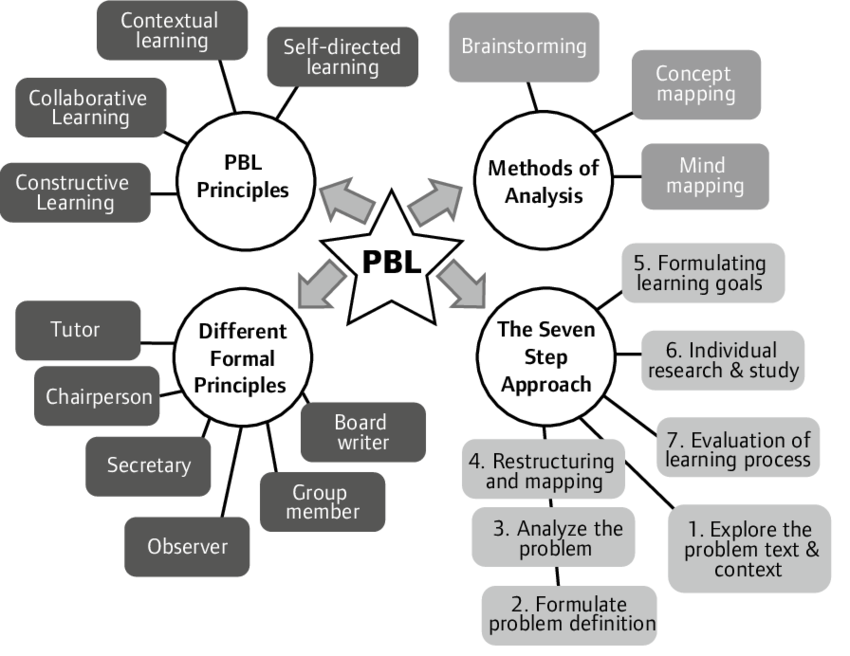 Contextual
learning
Self-directed
learning
Collaborative
Learning
Constructive
Learning
PBL
Principles
Brainstorming
Concept
mapping
Mind
mapping
Methods of
Analysis
PBL
Tutor
Chairperson
Secretary
Observer
Group
member
Board
writer
Different
Formal
Principles
The Seven
Step
Approach
5. Formulating
learning goals
6. Individual
research & study
7. Evaluation of
learning process
1. Explore the
problem text &
context
4. Restructuring
and mapping
3. Analyze the
problem
2. Formulate
problem definition